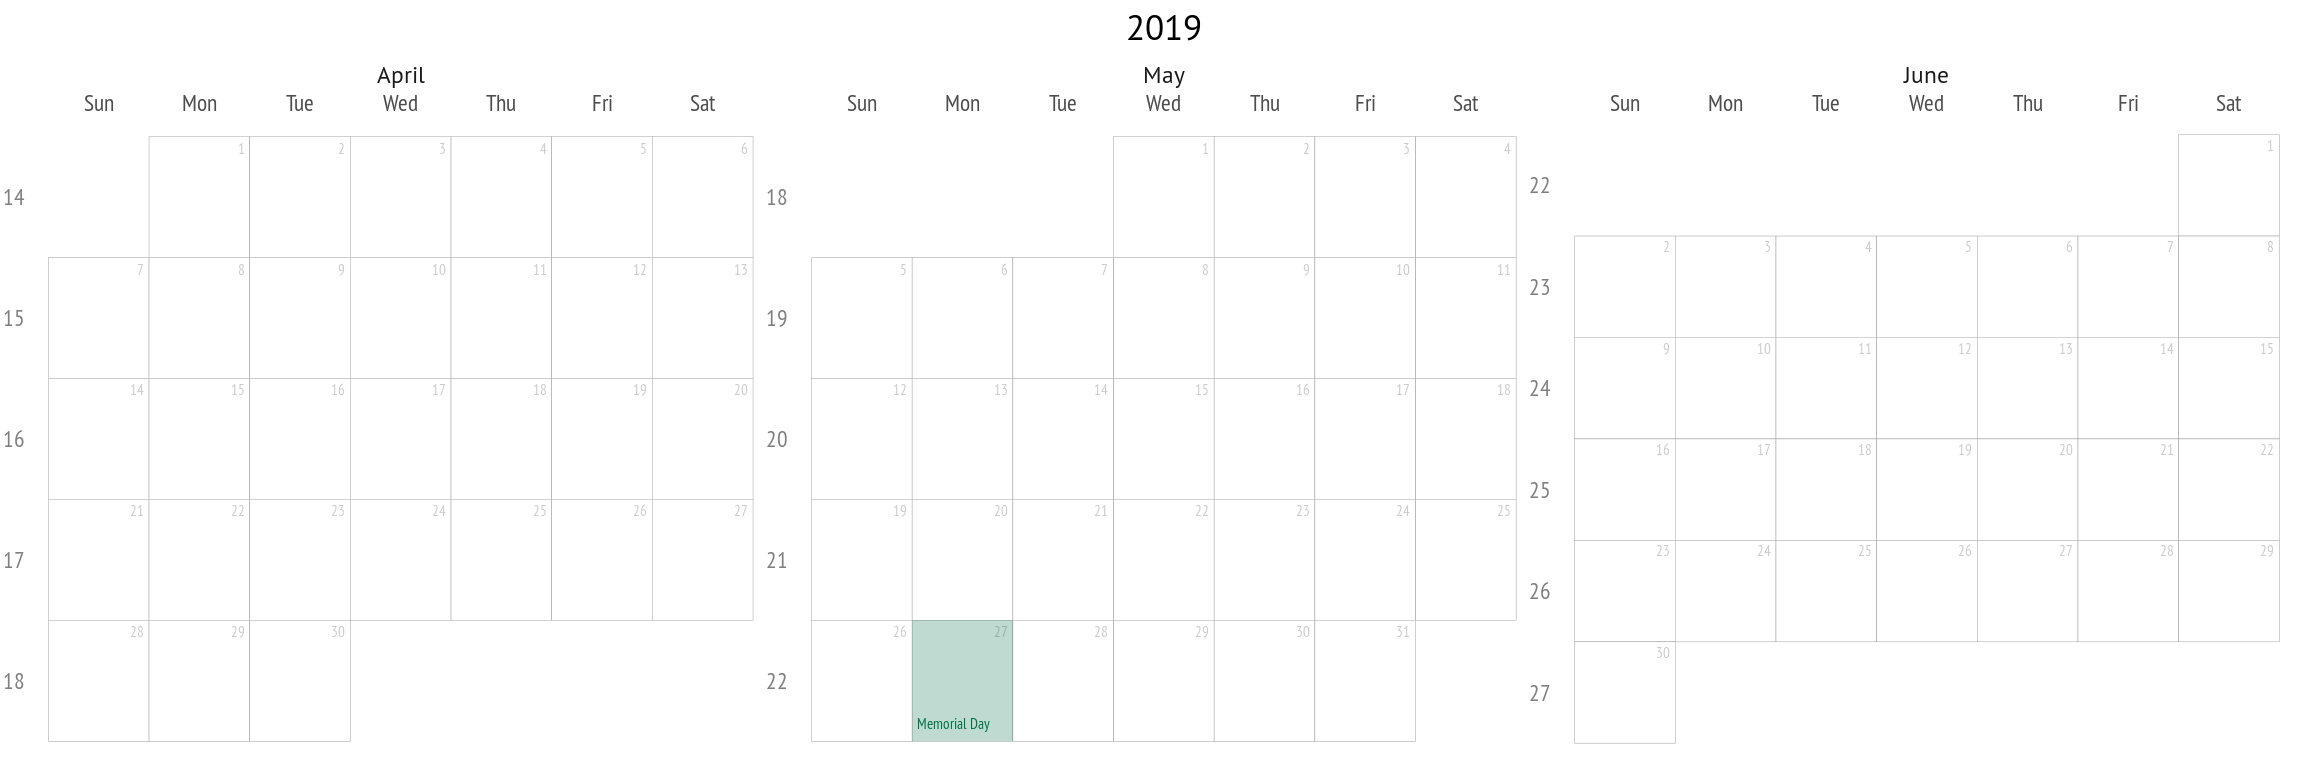 2019
April
Sun Mon Tue Wed Thu Fri Sat
14
1 2 3 4 5 6
15
7 8 9 10 11 12 13
16
14 15 16 17 18 19 20
17
21 22 23 24 25 26 27
18
28 29 30
May
Sun Mon Tue Wed Thu Fri Sat
18
1 2 3 4
19
5 6 7 8 9 10 11
20
12 13 14 15 16 17 18
21
19 20 21 22 23 24 25
22
26 27 28 29 30 31
Memorial Day
June
Sun Mon Tue Wed Thu Fri Sat
22
1
23
2 3 4 5 6 7 8
24
9 10 11 12 13 14 15
25
16 17 18 19 20 21 22
26
23 24 25 26 27 28 29
27
30